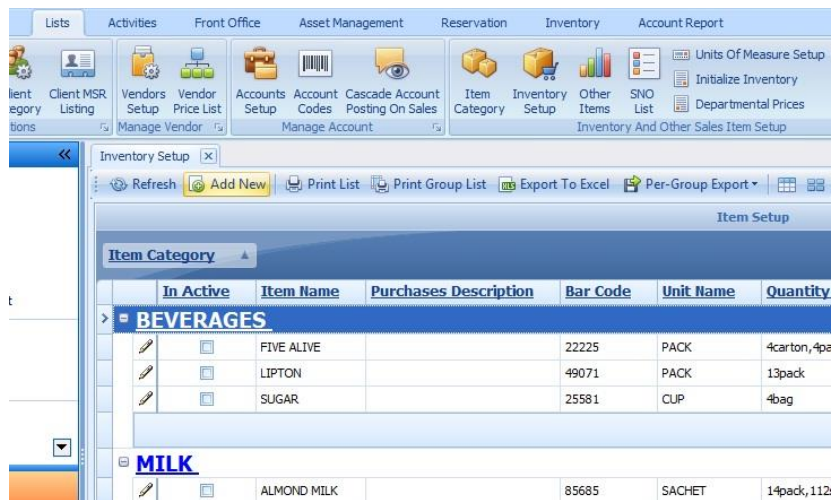 Lists Activities Front Office Asset Management Reservation Inventory Account Report
Client MSR Listing
Vendors Setup
Vendor Price List
Accounts Setup
Account Codes
Cascade Account Posting On Sales
Item Category
Inventory Setup
Other Items
SNO List
Units Of Measure Setup
Initialize Inventory
Departmental Prices
Manage Vendor Manage Account Inventory And Other Sales Item Setup
Inventory Setup
Refresh Add New Print List Print Group List Export To Excel Per-Group Export
Item Setup
Item Category
In Active Item Name Purchases Description Bar Code Unit Name Quantity
BEVERAGES
FIVE ALIVE 22225 PACK 4carton,4pa
LIPTON 49071 PACK 13pack
SUGAR 25581 CUP 4bag
MILK
ALMOND MILK 85685 SACHET 14pack,112s